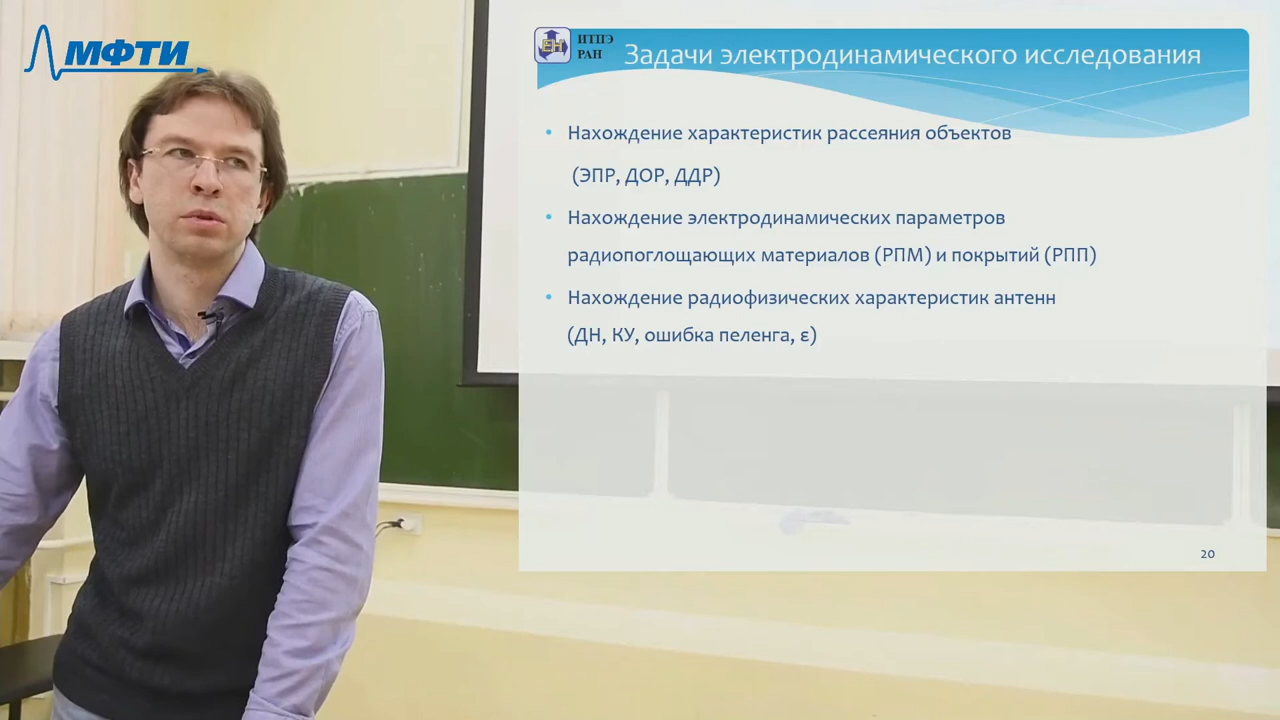 МФТИ
ИТПЭ
РАН
EH
Задачи электродинамического исследования
• Нахождение характеристик рассеяния объектов
(ЭПР, ДОР, ДДР)
• Нахождение электродинамических параметров
радиопоглощающих материалов (РПМ) и покрытий (РПП)
• Нахождение радиофизических характеристик антенн
(ДН, КУ, ошибка пеленга, ε)
20